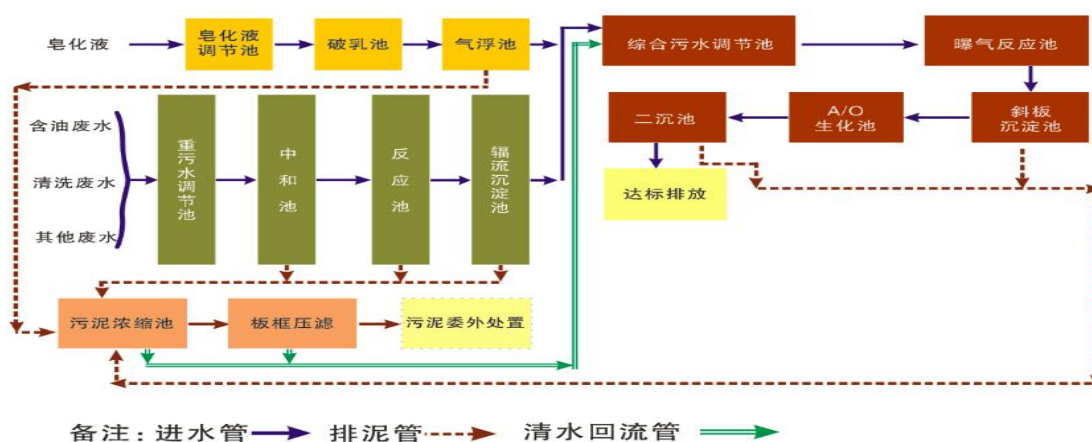 皂化液
皂化液
调节池
破乳池
气浮池
综合污水调节池
曝气反应池
含油废水
清洗废水
其他废水
重污水调节池
中和池
反应池
辐流沉淀池
二沉池
A/O
生化池
斜板
沉淀池
达标排放
污泥浓缩池
板框压滤
污泥委外处置
备注：进水管 排泥管 清水回流管